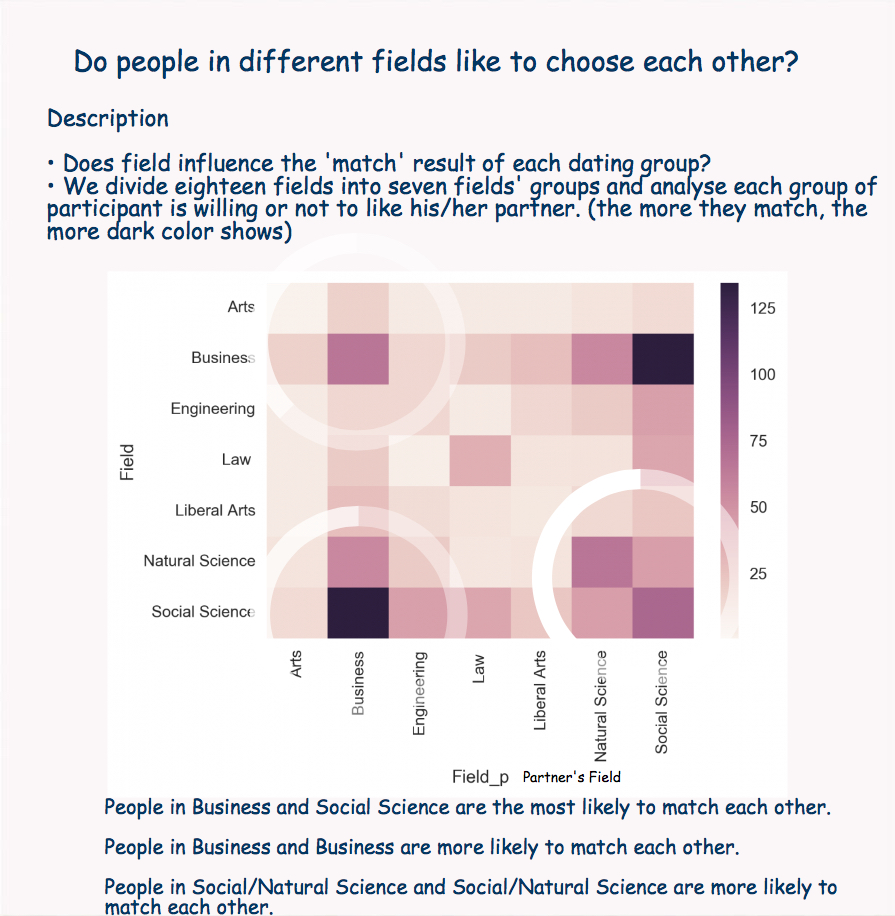 Do people in different fields like to choose each other?
Description
• Does field influence the 'match' result of each dating group?
• We divide eighteen fields into seven fields' groups and analyse each group of
participant is willing or not to like his/her partner. (the more they match, the
more dark color shows)
Field
Arts
Business
Engineering
Law
Liberal Arts
Natural Science
Social Science
125
100
75
50
25
Arts
Business
Engineering
Law
Liberal Arts
Natural Science
Social Science
Field_p Partner's Field
People in Business and Social Science are the most likely to match each other.
People in Business and Business are more likely to match each other.
People in Social/Natural Science and Social/Natural Science are more likely to
match each other.